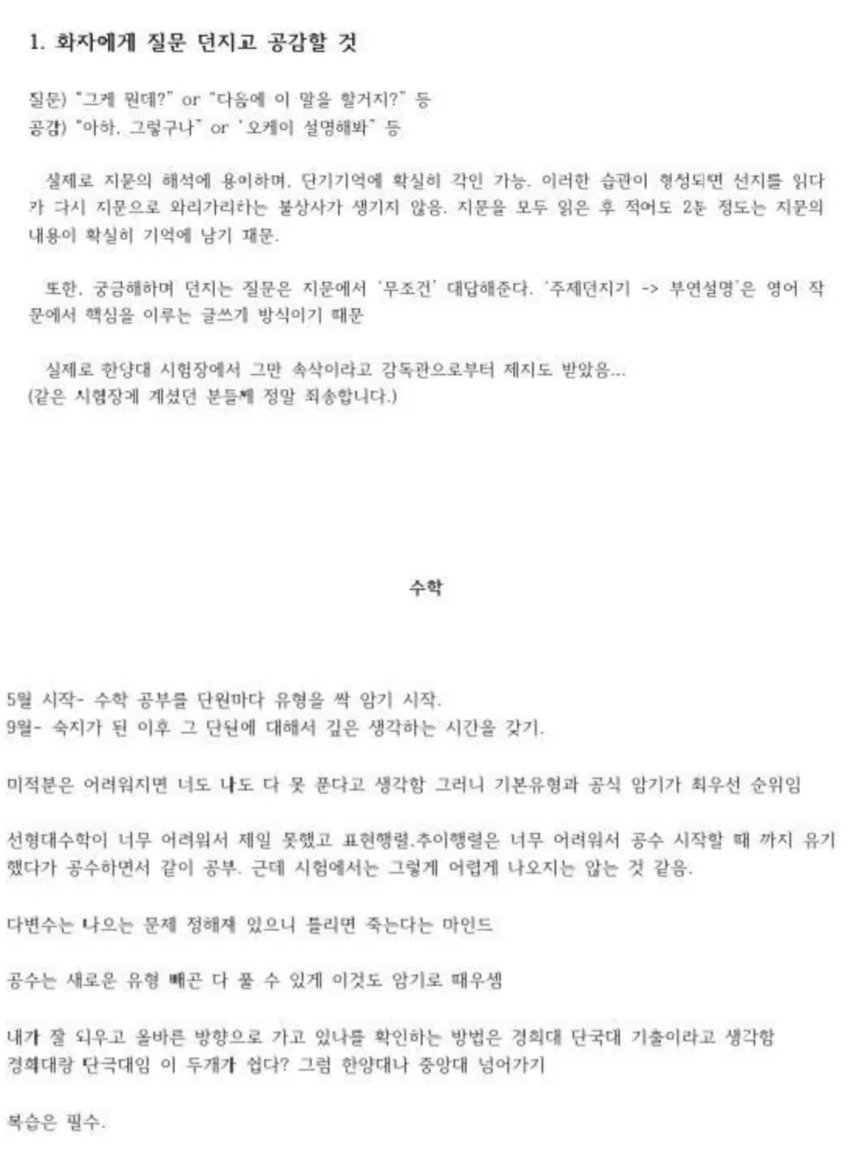 1. 화자에게 질문 던지고 공감할 것
질문) "그게 뭔데?" or "다음에 이 말을 할거지?" 등
공감) "아하, 그렇구나" or '오케이 설명해봐" 등
실제로 지문의 해석에 용이하며, 단기기억에 확실히 각인 가능. 이러한 습관이 형성되면 선지를 읽다
가 다시 지문으로 와리가리하는 불상사가 생기지 않음. 지문을 모두 읽은 후 적어도 2분 정도는 지문의
내용이 확실히 기억에 남기 때문.
또한, 궁금해하며 던지는 질문은 지문에서 '무조건' 대답해준다. '주제던지기 -> 부연설명'은 영어 작
문에서 핵심을 이루는 글쓰기 방식이기 때문
실제로 한양대 시험장에서 그만 속삭이라고 감독관으로부터 제지도 받았음...
(같은 시험장에 계셨던 분들께 정말 죄송합니다.)
수학
5월 시작- 수학 공부를 단원마다 유형을 싹 암기 시작.
9월- 숙지가 된 이후 그 단원에 대해서 깊은 생각하는 시간을 갖기.
미적분은 어려워지면 너도 나도 다 못 푼다고 생각함 그러니 기본유형과 공식 암기가 최우선 순위임
선형대수학이 너무 어려워서 제일 못했고 표현행렬,추이행렬은 너무 어려워서 공수 시작할 때 까지 유기
했다가 공수하면서 같이 공부. 근데 시험에서는 그렇게 어렵게 나오지는 않는 것 같음.
다변수는 나오는 문제 정해져 있으니 틀리면 죽는다는 마인드
공수는 새로운 유형 빼곤 다 풀 수 있게 이것도 암기로 때우셈
내가 잘 외우고 올바른 방향으로 가고 있나를 확인하는 방법은 경희대 단국대 기출이라고 생각함
경희대랑 단국대임 이 두개가 쉽다? 그럼 한양대나 중앙대 넘어가기
복습은 필수.